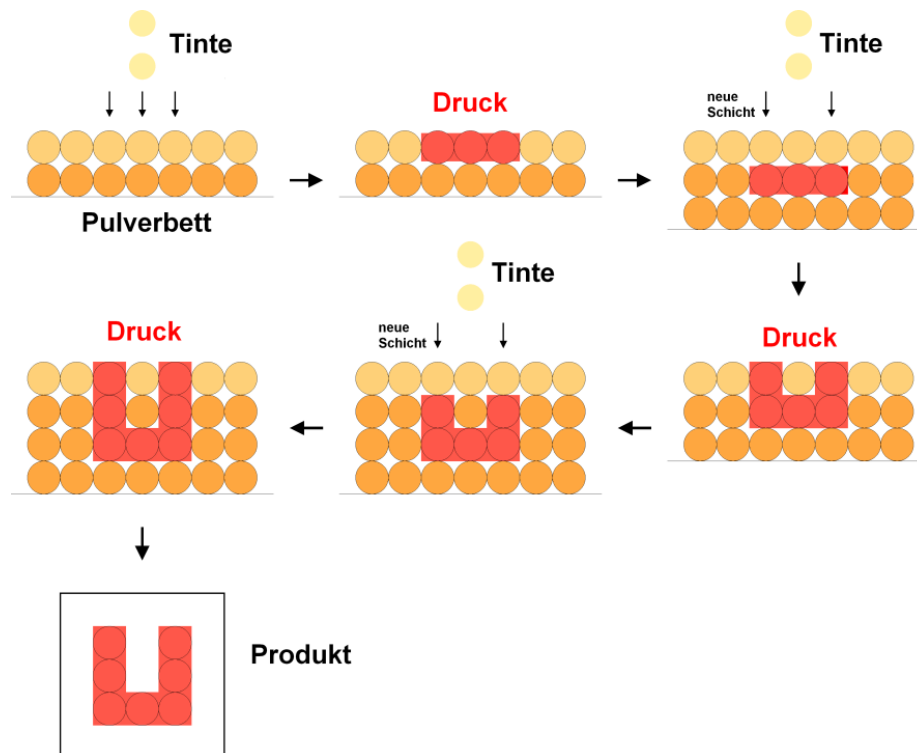 Tinte
Druck
Tinte
neue
Schicht
Pulverbett
Tinte
neue
Schicht
Druck
Druck
Produkt